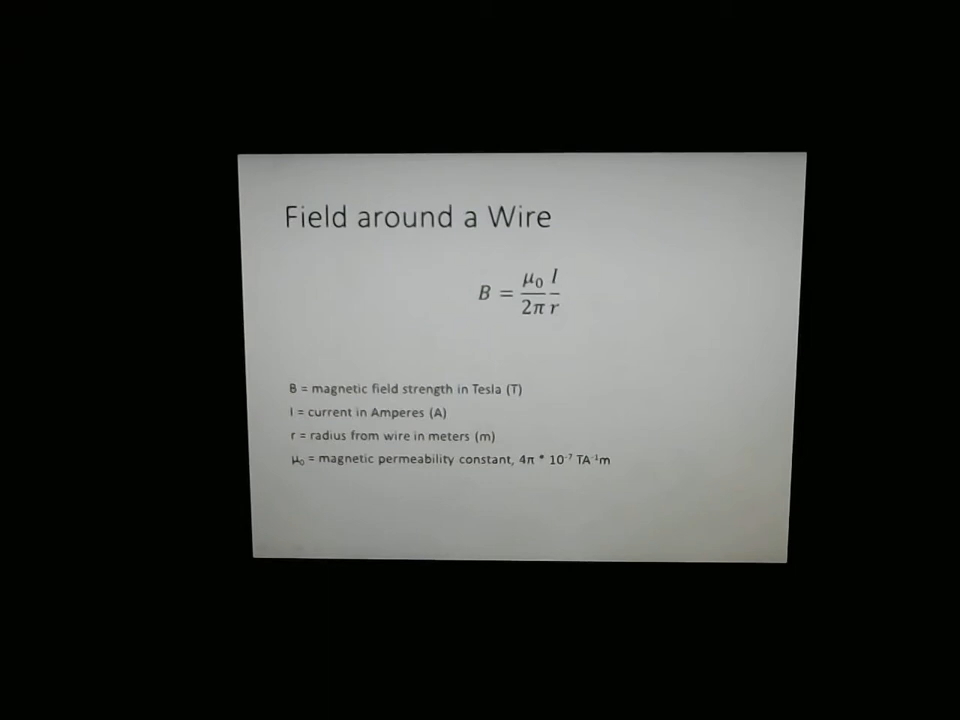 Field around a Wire
B = μ₀/2π I/r
B = magnetic field strength in Tesla (T)
I = current in Amperes (A)
r = radius from wire in meters (m)
μ₀ = magnetic permeability constant, 4π * 10⁻⁷ TA⁻¹m